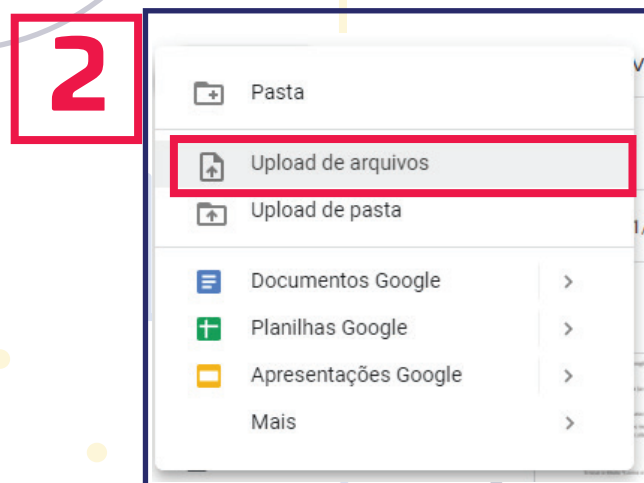 2
Pasta
Upload de arquivos
Upload de pasta
Documentos Google
Planilhas Google
Apresentações Google
Mais